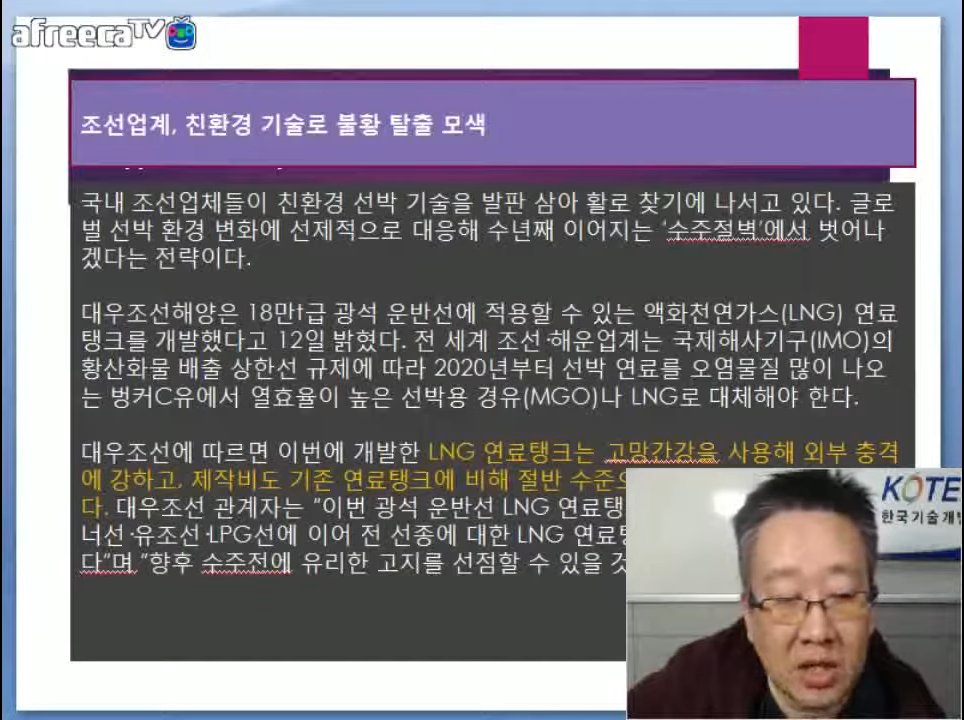 afreecaTV
조선업계, 친환경 기술로 불황 탈출 모색
국내 조선업체들이 친환경 선박 기술을 발판 삼아 활로 찾기에 나서고 있다. 글로
벌 선박 환경 변화에 선제적으로 대응해 수년째 이어지는 ‘수주절벽’에서 벗어나
겠다는 전략이다.
대우조선해양은 18만t급 광석 운반선에 적용할 수 있는 액화천연가스(LNG) 연료
탱크를 개발했다고 12일 밝혔다. 전 세계 조선·해운업계는 국제해사기구(IMO)의
황산화물 배출 상한선 규제에 따라 2020년부터 선박 연료를 오염물질 많이 나오
는 벙커C유에서 열효율이 높은 선박용 경유(MGO)나 LNG로 대체해야 한다.
대우조선에 따르면 이번에 개발한 LNG 연료탱크는 고망간강을 사용해 외부 충격
에 강하고, 제작비도 기존 연료탱크에 비해 절반 수준
다. 대우조선 관계자는 “이번 광석 운반선 LNG 연료탱
너선·유조선·LPG선에 이어 전 선종에 대한 LNG 연료
다”며 “향후 수주전에 유리한 고지를 선점할 수 있을
KOTE
한국기술개발